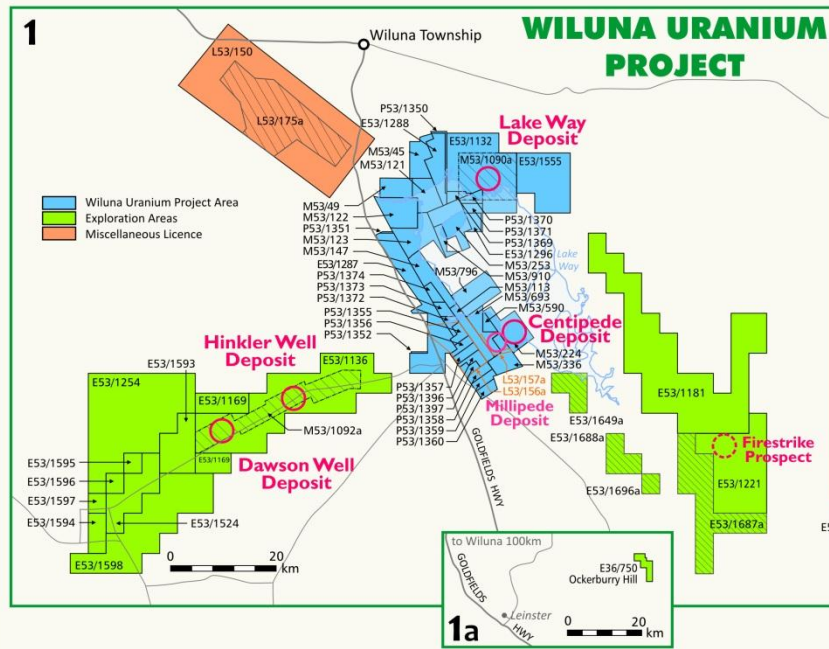 1
WILUNA URANIUM
PROJECT
Wiluna Township
L53/150
L53/175a
Wiluna Uranium Project Area
Exploration Areas
Miscellaneous Licence
P53/1350
E53/1288
M53/45
M53/121
Lake Way
Deposit
E53/1132
M53/1090a
E53/1555
M53/49
M53/122
P53/1351
M53/123
M53/147
E53/1287
P53/1374
P53/1373
P53/1372
P53/1355
P53/1356
P53/1352
P53/1370
P53/1371
P53/1369
E53/1296
M53/253
M53/910
M53/113
M53/693
M53/590
M53/796
Lake
Way
Centipede
Deposit
M53/224
M53/336
L53/157a
L53/156a
Millipede
Deposit
P53/1357
P53/1396
P53/1397
P53/1358
P53/1359
P53/1360
Hinkler Well
Deposit
E53/1593
E53/1254
E53/1169
E53/1136
M53/1092a
E53/1169
Dawson Well
Deposit
E53/1595
E53/1596
E53/1597
E53/1594
E53/1524
E53/1598
0 20
km
GOLDFIELDS HWY
E53/1181
E53/1649a
E53/1688a
E53/1696a
Firestrike
Prospect
E53/1221
E53/1687a
to Wiluna 100km
GOLDFIELDS
HWY
E36/750
Ockerburry Hill
Leinster
1a
0 20
km